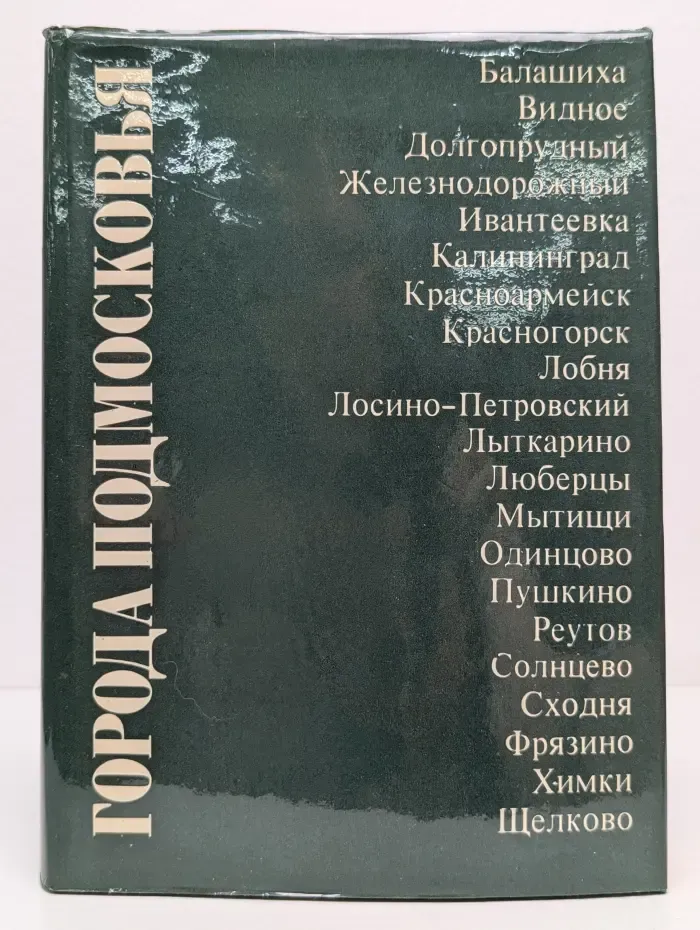 ГОРОДА ПОДМОСКОВЬЯ
Балашиха
Видное
Долгопрудный
Железнодорожный
Ивантеевка
Калининград
Красноармейск
Красногорск
Лобня
Лосино-Петровский
Лыткарино
Люберцы
Мытищи
Одинцово
Пушкино
Реутов
Солнцево
Сходня
Фрязино
Химки
Щелково